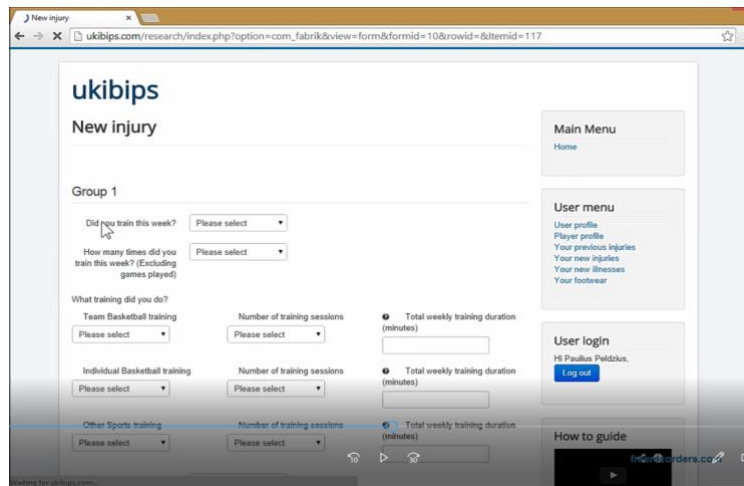 New injury
ukibips.com/research/index.php?option=com_fabrik&view=form&formid=10&rowid=&Itemid=117
ukibips
New injury
Group 1
Did you train this week?
Please select
How many times did you
train this week? (Excluding
games played)
Please select
What training did you do?
Team Basketball training
Number of training sessions
Total weekly training duration
(minutes)
Please select
Please select
Individual Basketball training
Number of training sessions
Total weekly training duration
(minutes)
Please select
Please select
Other Sports training
Number of training sessions
Total weekly training duration
(minutes)
Please select
Please select
Main Menu
Home
User menu
User profile
Player profile
Your previous injuries
Your new injuries
Your new illnesses
Your footwear
User login
Hi Paulius Peldzius,
Log out
How to guide
10
30
Waiting for ukibips.com...